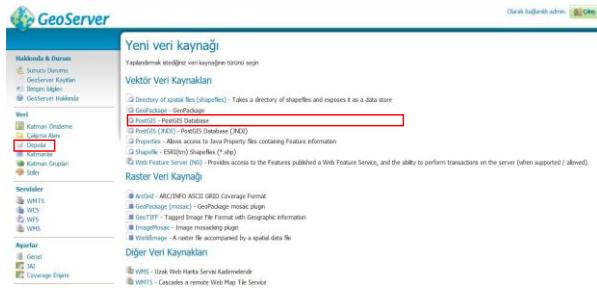 GeoServer
Olarak bağlanıldı admin.
Çıkış
Hakkında & Durum
Sunucu Durumu
GeoServer Kayıtları
İletişim bilgileri
GeoServer Hakkında
Veri
Katman Önizleme
Çalışma Alanı
Depolar
Katmanlar
Katman Grupları
Stiller
Servisler
WMTS
WCS
WFS
WMS
Ayarlar
Genel
JAI
Coverage Erişimi
Yeni veri kaynağı
Yapılandırmak istediğiniz veri kaynağının türünü seçin
Vektör Veri Kaynakları
Directory of spatial files (shapefiles) - Takes a directory of shapefiles and exposes it as a data store
GeoPackage - GeoPackage
PostGIS - PostGIS Database
PostGIS (JNDI) - PostGIS Database (JNDI)
Properties - Allows access to Java Property files containing Feature information
Shapefile - ESRI(tm) Shapefiles (*.shp)
Web Feature Server (NG) - Provides access to the Features published a Web Feature Service, and the ability to perform transactions on the server (when supported / allowed).
Raster Veri Kaynağı
ArcGrid - ARC/INFO ASCII GRID Coverage Format
GeoPackage (mosaic) - GeoPackage mosaic plugin
GeoTIFF - Tagged Image File Format with Geographic information
ImageMosaic - Image mosaicking plugin
WorldImage - A raster file accompanied by a spatial data file
Diğer Veri Kaynakları
WMS - Uzak Web Harita Servisi Kademelendir
WMTS - Cascades a remote Web Map Tile Service